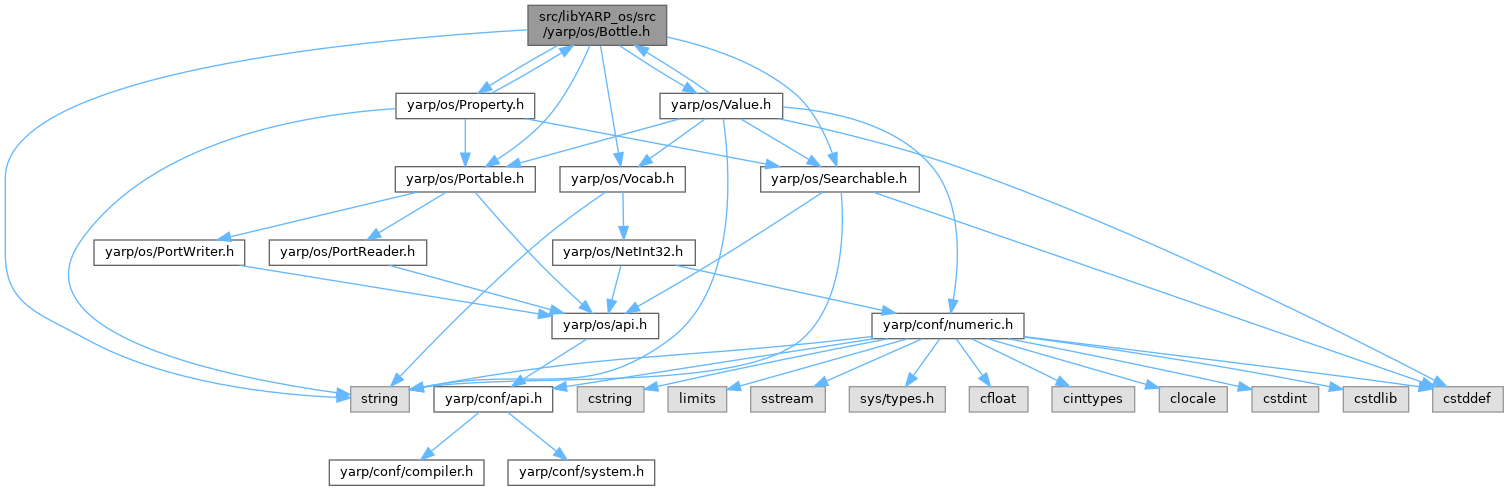 src/libYARP_os/src
/yarp/os/Bottle.h
yarp/os/Property.h
yarp/os/Value.h
yarp/os/Portable.h
yarp/os/Vocab.h
yarp/os/Searchable.h
yarp/os/PortWriter.h
yarp/os/PortReader.h
yarp/os/NetInt32.h
yarp/os/api.h
yarp/conf/numeric.h
string
yarp/conf/api.h
cstring
limits
sstream
sys/types.h
cfloat
cinttypes
clocale
cstdint
cstdlib
cstddef
yarp/conf/compiler.h
yarp/conf/system.h